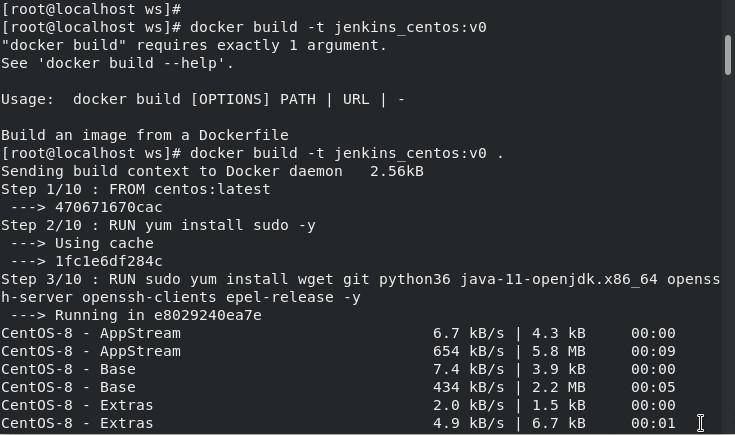 [root@localhost ws]#
[root@localhost ws]# docker build -t jenkins_centos:v0
"docker build" requires exactly 1 argument.
See 'docker build --help'.
Usage:  docker build [OPTIONS] PATH | URL | -
Build an image from a Dockerfile
[root@localhost ws]# docker build -t jenkins_centos:v0 .
Sending build context to Docker daemon   2.56kB
Step 1/10 : FROM centos:latest
 ---> 470671670cac
Step 2/10 : RUN yum install sudo -y
 ---> Using cache
 ---> 1fc1e6df284c
Step 3/10 : RUN sudo yum install wget git python36 java-11-openjdk.x86_64 openss
h-server openssh-clients epel-release -y
 ---> Running in e8029240ea7e
CentOS-8 - AppStream                            6.7 kB/s | 4.3 kB     00:00
CentOS-8 - AppStream                            654 kB/s | 5.8 MB     00:09
CentOS-8 - Base                                 7.4 kB/s | 3.9 kB     00:00
CentOS-8 - Base                                 434 kB/s | 2.2 MB     00:05
CentOS-8 - Extras                               2.0 kB/s | 1.5 kB     00:00
CentOS-8 - Extras                               4.9 kB/s | 6.7 kB     00:01